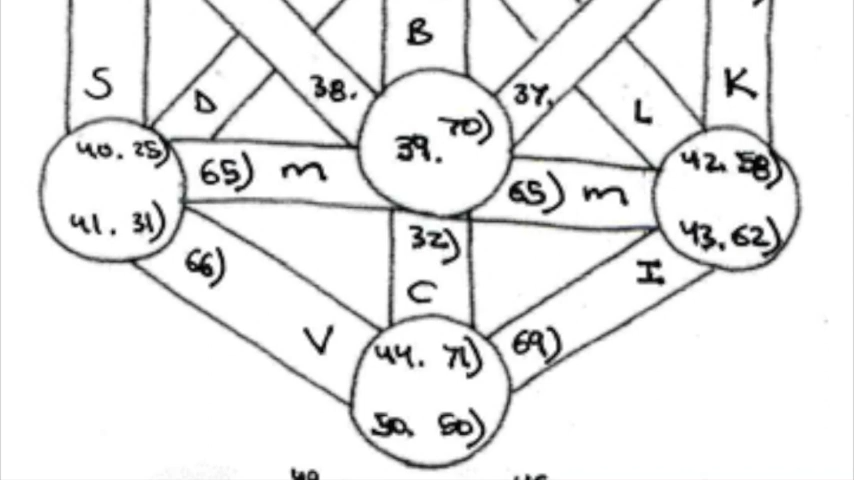 B
S
D
38.
37.
L
K
40. 25)
39. 70)
42. 58)
65) m
65) m
41. 31)
43. 62)
66)
32)
I
C
V
44. 71)
69)
50. 50)